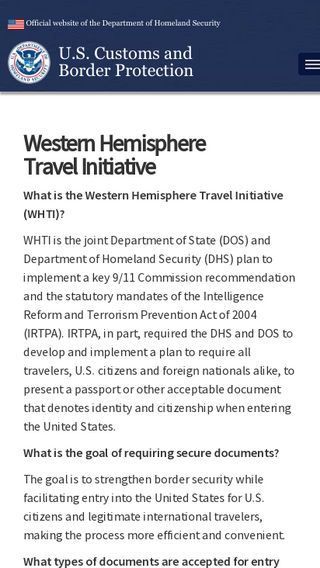 Official website of the Department of Homeland Security
U.S. Customs and
Border Protection
Western Hemisphere
Travel Initiative
What is the Western Hemisphere Travel Initiative
(WHTI)?
WHTI is the joint Department of State (DOS) and
Department of Homeland Security (DHS) plan to
implement a key 9/11 Commission recommendation
and the statutory mandates of the Intelligence
Reform and Terrorism Prevention Act of 2004
(IRTPA). IRTPA, in part, required the DHS and DOS to
develop and implement a plan to require all
travelers, U.S. citizens and foreign nationals alike, to
present a passport or other acceptable document
that denotes identity and citizenship when entering
the United States.
What is the goal of requiring secure documents?
The goal is to strengthen border security while
facilitating entry into the United States for U.S.
citizens and legitimate international travelers,
making the process more efficient and convenient.
What types of documents are accepted for entry